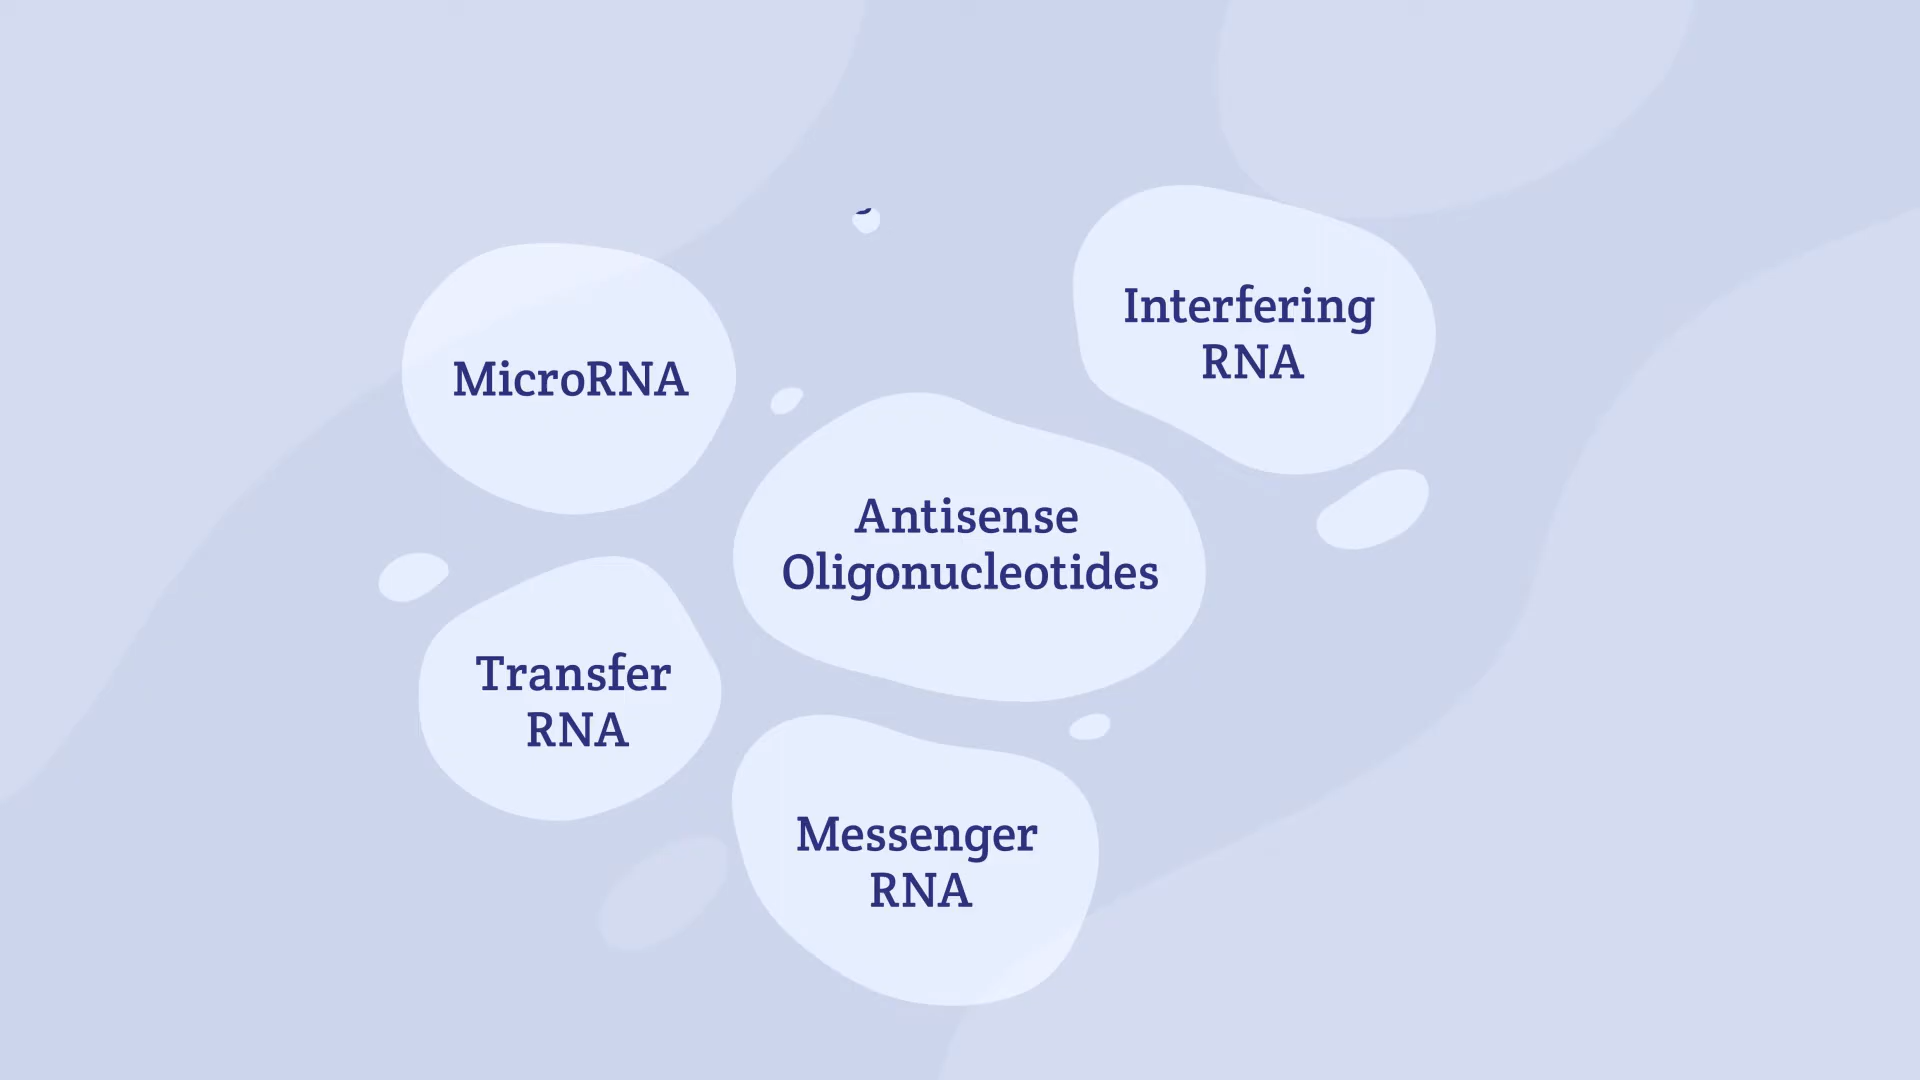 MicroRNA
Interfering
RNA
Antisense
Oligonucleotides
Transfer
RNA
Messenger
RNA